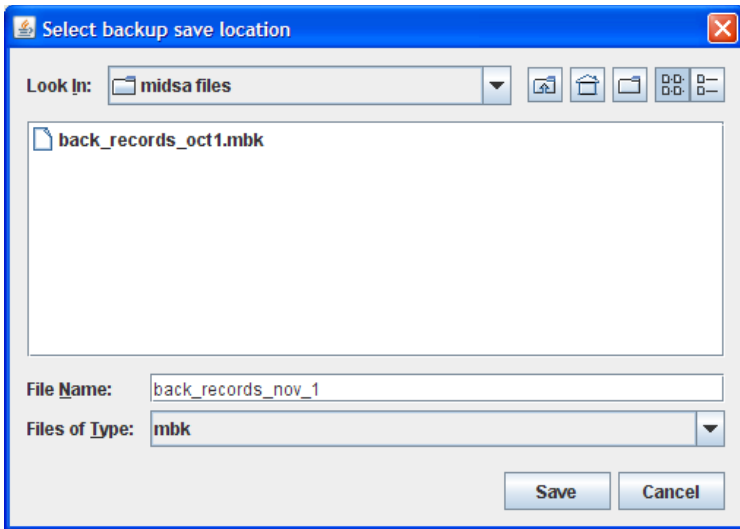 Select backup save location
Look In: midsa files
back_records_oct1.mbk
File Name: back_records_nov_1
Files of Type: mbk
Save Cancel